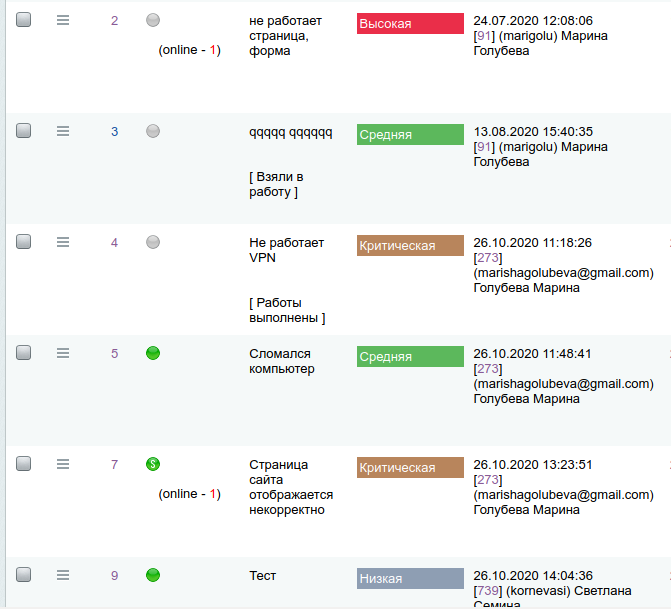 2
(online - 1)
не работает
страница,
форма
Высокая
24.07.2020 12:08:06
[91] (marigolu) Марина
Голубева
3
qqqqq qqqqqq
[ Взяли в
работу ]
Средняя
13.08.2020 15:40:35
[91] (marigolu) Марина
Голубева
4
Не работает
VPN
[ Работы
выполнены ]
Критическая
26.10.2020 11:18:26
[273]
(marishagolubeva@gmail.com)
Голубева Марина
5
Сломался
компьютер
Средняя
26.10.2020 11:48:41
[273]
(marishagolubeva@gmail.com)
Голубева Марина
7
S
(online - 1)
Страница
сайта
отображается
некорректно
Критическая
26.10.2020 13:23:51
[273]
(marishagolubeva@gmail.com)
Голубева Марина
9
Тест
Низкая
26.10.2020 14:04:36
[739] (kornevasi) Светлана
Семина